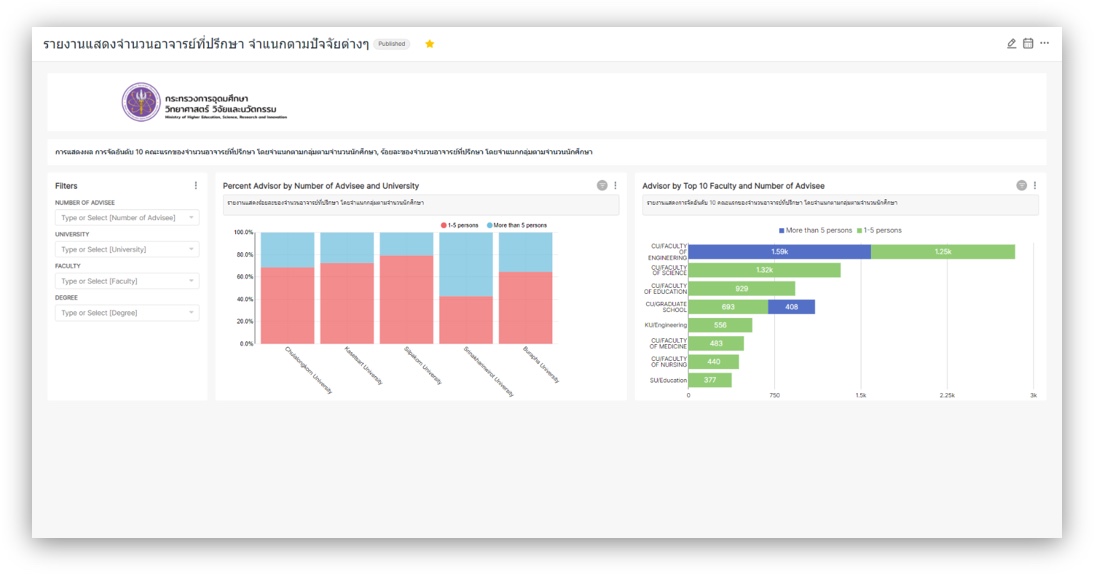 รายงานแสดงจำนวนอาจารย์ที่ปรึกษา จำแนกตามปัจจัยต่างๆ Published
กระทรวงการอุดมศึกษา
วิทยาศาสตร์ วิจัยและนวัตกรรม
Ministry of Higher Education, Science, Research and Innovation
การแสดงผล การจัดอันดับ 10 คณะแรกของจำนวนอาจารย์ที่ปรึกษา โดยจำแนกตามกลุ่มตามจำนวนนักศึกษา, ร้อยละของจำนวนอาจารย์ที่ปรึกษา โดยจำแนกกลุ่มตามจำนวนนักศึกษา
Filters
NUMBER OF ADVISEE
Type or Select [Number of Advisee]
UNIVERSITY
Type or Select [University]
FACULTY
Type or Select [Faculty]
DEGREE
Type or Select [Degree]
Percent Advisor by Number of Advisee and University
รายงานแสดงร้อยละของจำนวนอาจารย์ที่ปรึกษา โดยจำแนกกลุ่มตามจำนวนนักศึกษา
1-5 persons More than 5 persons
100.0%
80.0%
60.0%
40.0%
20.0%
0.0%
Chulalongkorn University
Kasetsart University
Silpakorn University
Srinakharinwirot University
Burapha University
Advisor by Top 10 Faculty and Number of Advisee
รายงานแสดงการจัดอันดับ 10 คณะแรกของจำนวนอาจารย์ที่ปรึกษา โดยจำแนกตามกลุ่มตามจำนวนนักศึกษา
More than 5 persons 1-5 persons
CU/FACULTY
OF
ENGINEERING
1.59k 1.25k
CU/FACULTY
OF SCIENCE
1.32k
CU/FACULTY
OF EDUCATION
929
CU/GRADUATE
SCHOOL
693 408
KU/Engineering 556
CU/FACULTY
OF MEDICINE
483
CU/FACULTY
OF NURSING
440
SU/Education 377
0 750 1.5k 2.25k 3k